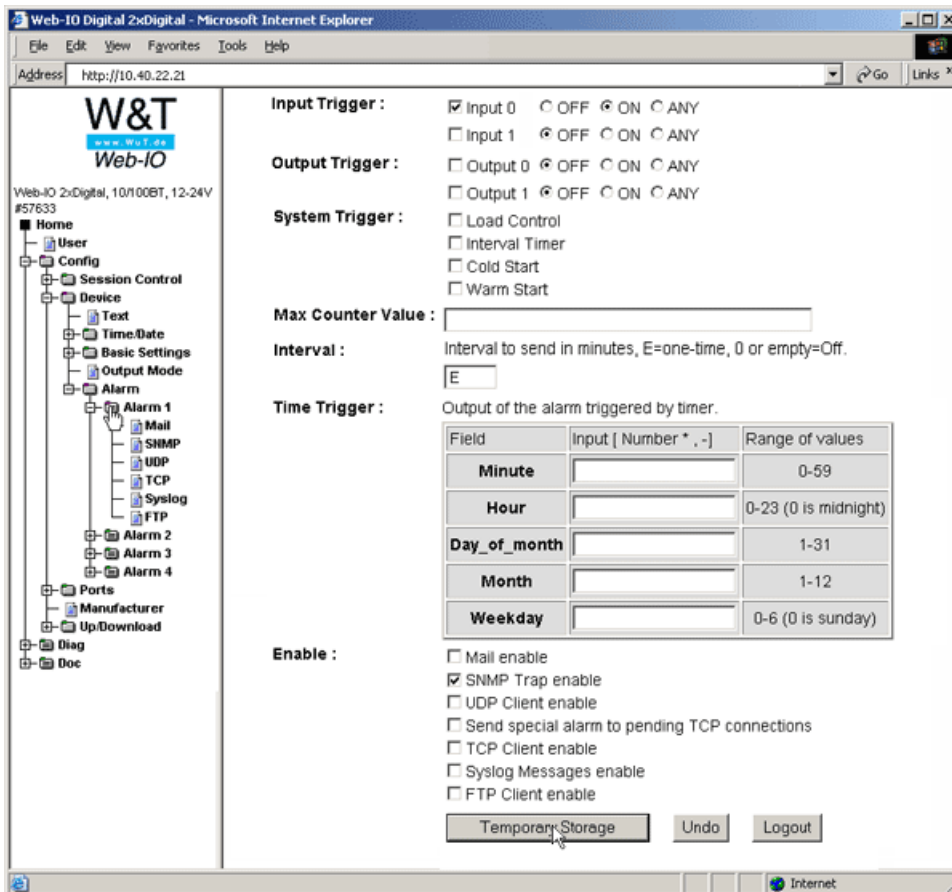 Web-IO Digital 2xDigital - Microsoft Internet Explorer
File Edit View Favorites Tools Help
Address http://10.40.22.21 Go Links »
W&T
www.WuT.de
Web-IO
Web-IO 2xDigital, 10/100BT, 12-24V
#57633
Home
User
Config
Session Control
Device
Text
Time/Date
Basic Settings
Output Mode
Alarm
Alarm 1
Mail
SNMP
UDP
TCP
Syslog
FTP
Alarm 2
Alarm 3
Alarm 4
Ports
Manufacturer
Up/Download
Diag
Doc
Input Trigger : Input 0 OFF ON ANY
Input 1 OFF ON ANY
Output Trigger : Output 0 OFF ON ANY
Output 1 OFF ON ANY
System Trigger : Load Control
Interval Timer
Cold Start
Warm Start
Max Counter Value :
Interval : Interval to send in minutes, E=one-time, 0 or empty=Off.
E
Time Trigger : Output of the alarm triggered by timer.
Field Input [ Number * , -] Range of values
Minute 0-59
Hour 0-23 (0 is midnight)
Day_of_month 1-31
Month 1-12
Weekday 0-6 (0 is sunday)
Enable : Mail enable
SNMP Trap enable
UDP Client enable
Send special alarm to pending TCP connections
TCP Client enable
Syslog Messages enable
FTP Client enable
Temporary Storage Undo Logout
Internet